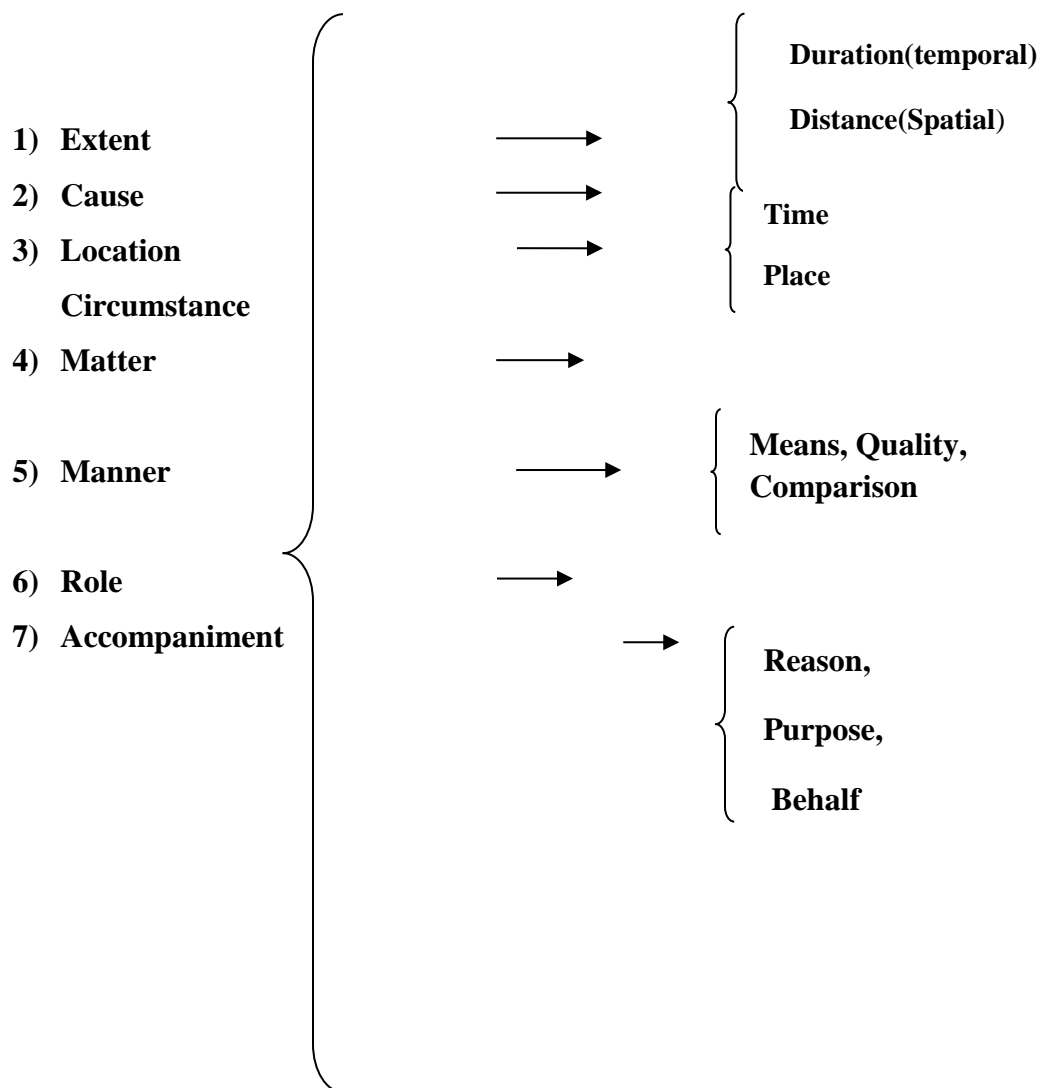 Duration(temporal)
Distance(Spatial)
1) Extent
2) Cause
3) Location
Time
Circumstance
Place
4) Matter
5) Manner
Means, Quality,
Comparison
6) Role
7) Accompaniment
Reason,
Purpose,
Behalf